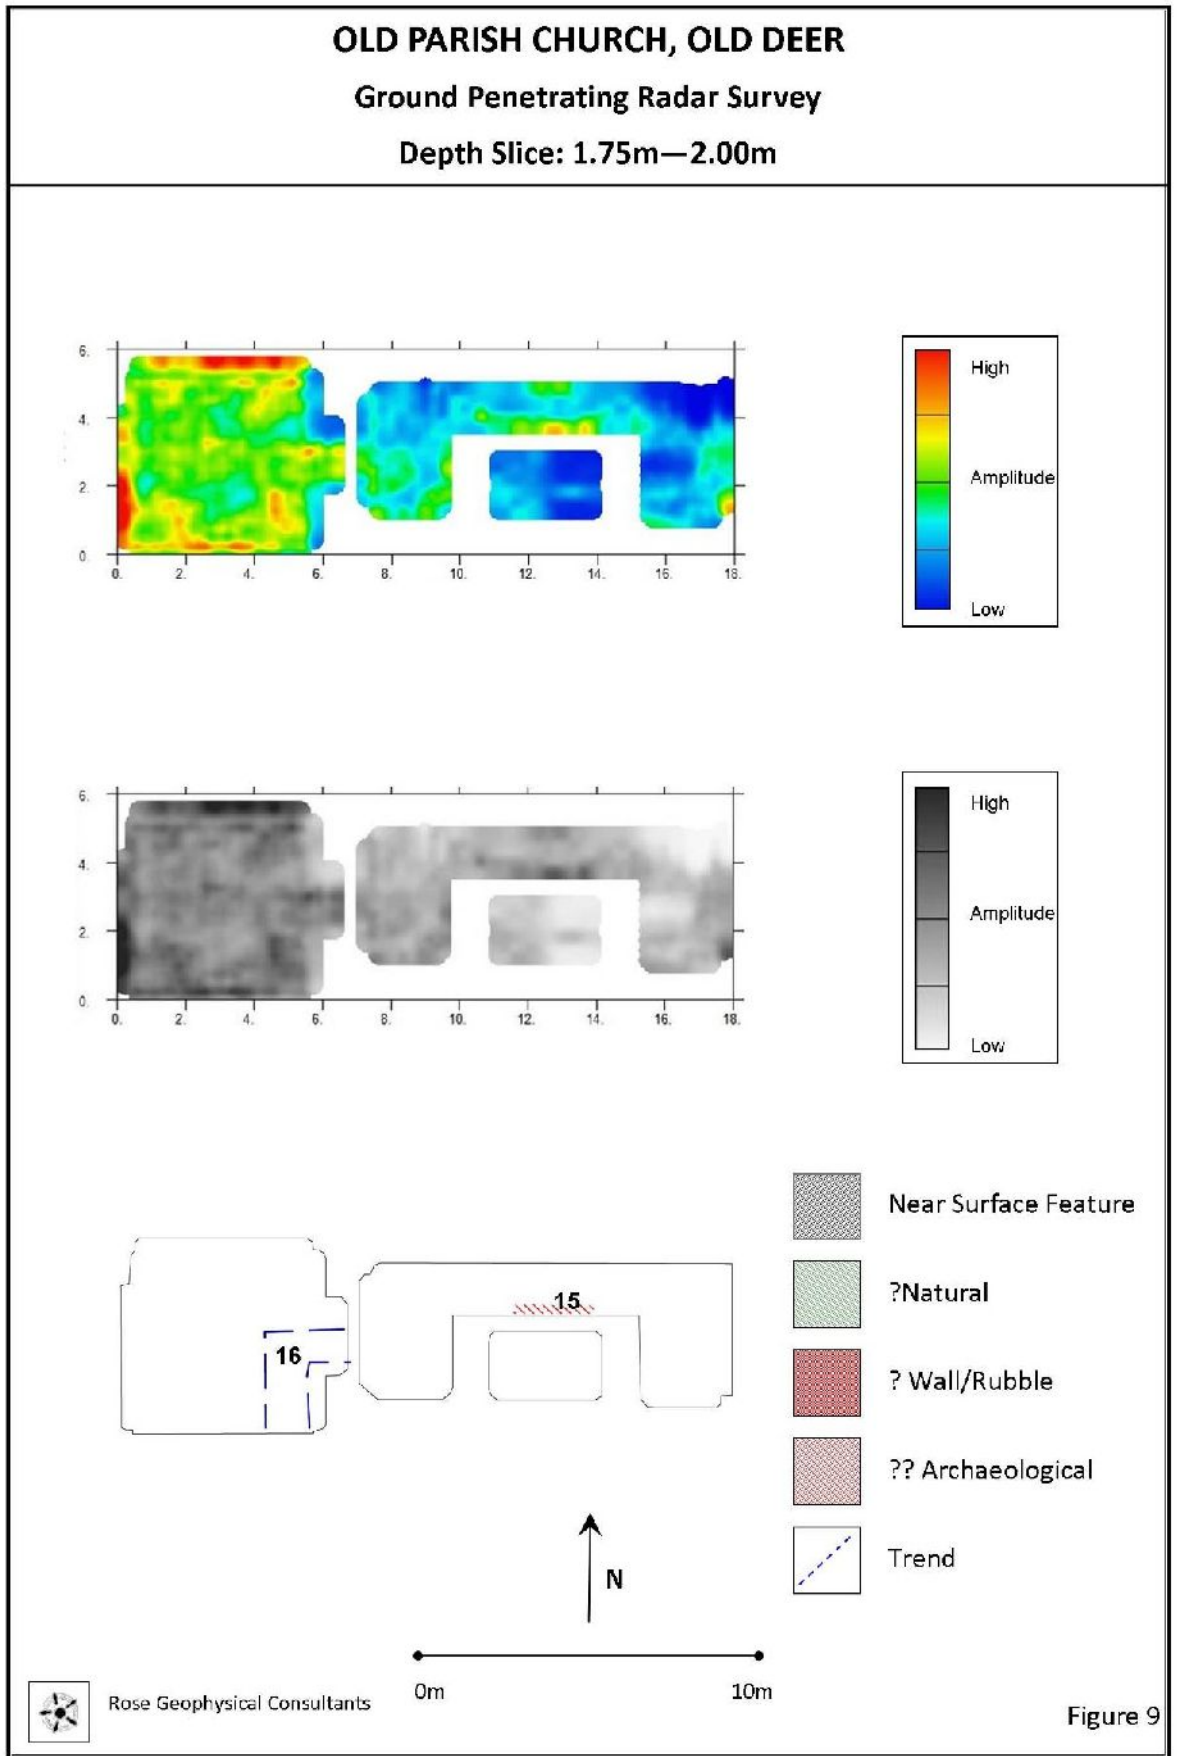 OLD PARISH CHURCH, OLD DEER
Ground Penetrating Radar Survey
Depth Slice: 1.75m—2.00m
6.
4.
2.
0.
0. 2. 4. 6. 8. 10. 12. 14. 16. 18.
High
Amplitude
Low
6.
4.
2.
0.
0. 2. 4. 6. 8. 10. 12. 14. 16. 18.
High
Amplitude
Low
15
16
Near Surface Feature
?Natural
? Wall/Rubble
?? Archaeological
Trend
N
0m 10m
Rose Geophysical Consultants
Figure 9